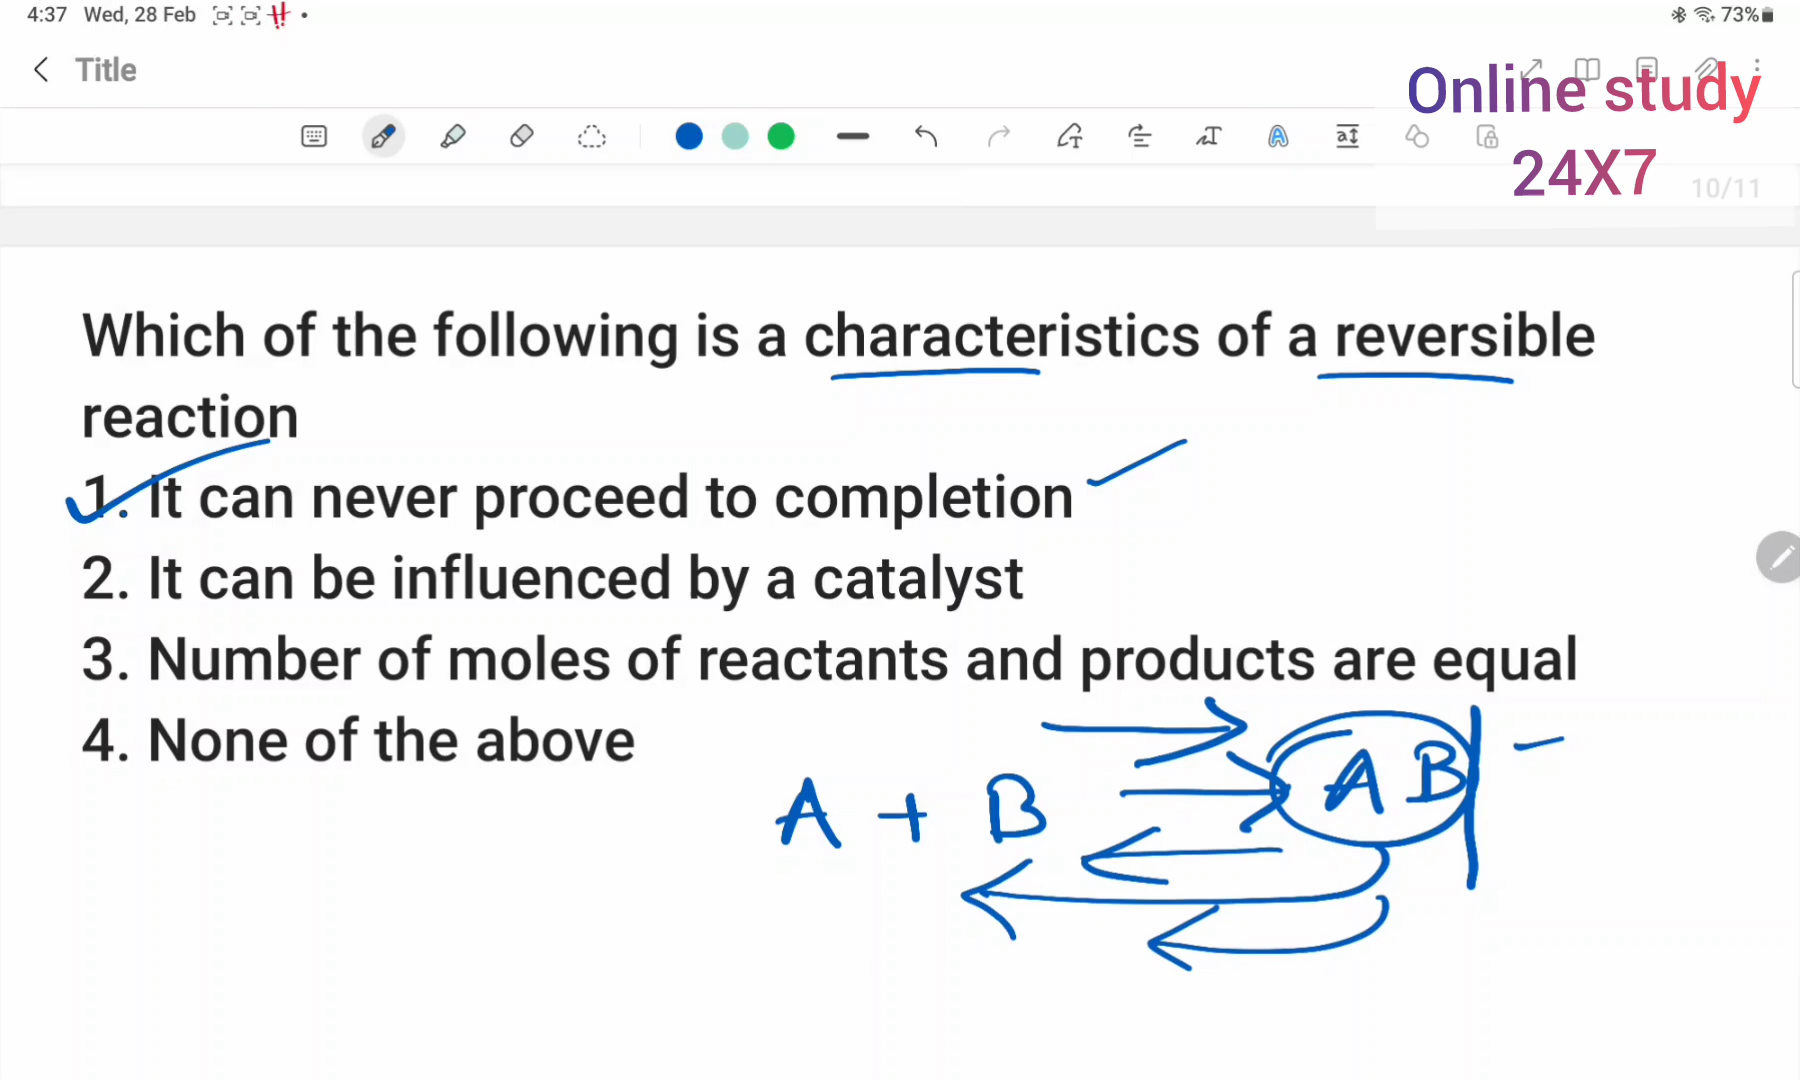 4:37 Wed, 28 Feb
73%
Title
Online study
24X7
10/11
Which of the following is a characteristics of a reversible
reaction
1. It can never proceed to completion
2. It can be influenced by a catalyst
3. Number of moles of reactants and products are equal
4. None of the above
A + B AB